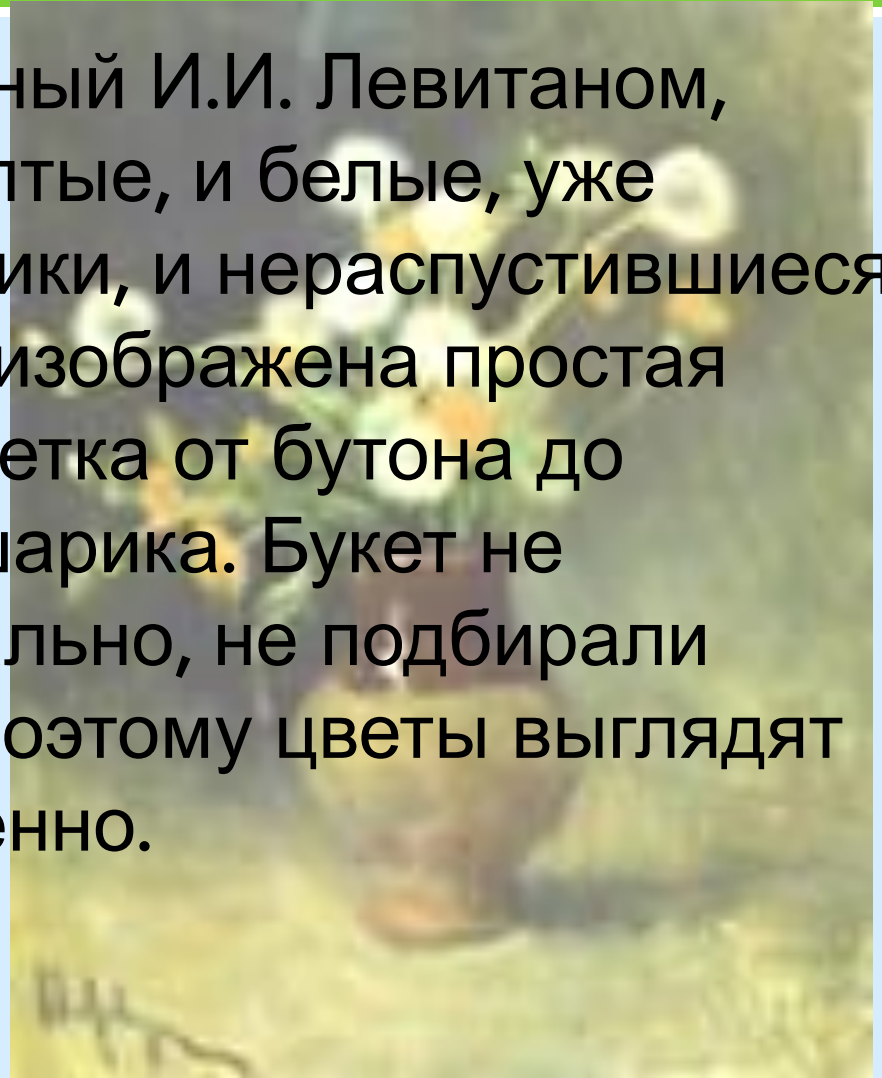 ный И.И. Левитаном,
лтые, и белые, уже
ики, и нераспустившиеся
изображена простая
етка от бутона до
шарика. Букет не
льно, не подбирали
оэтому цветы выглядят
енно.